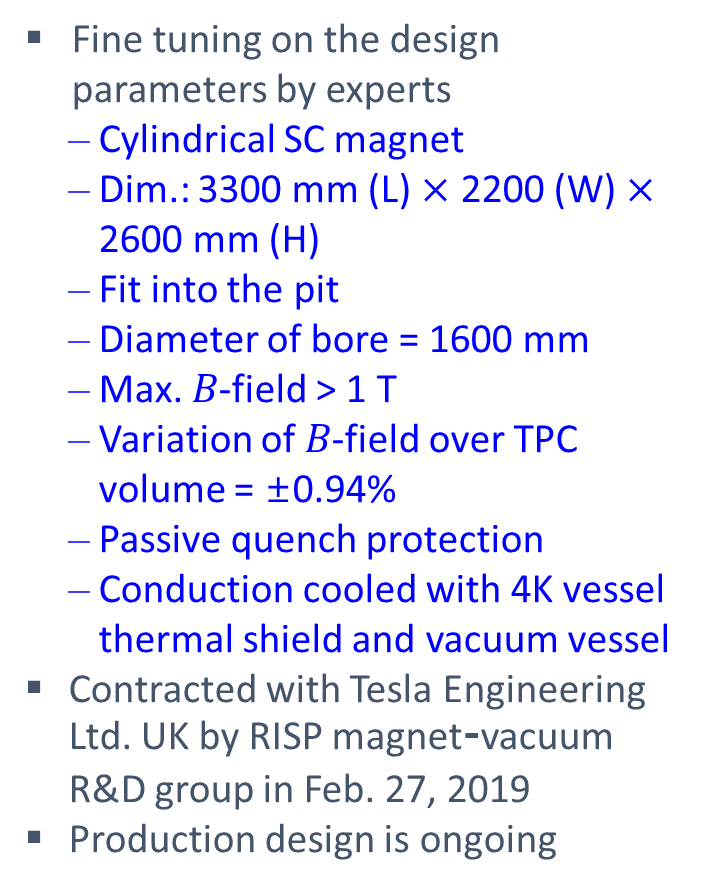 ▪ Fine tuning on the design
parameters by experts
– Cylindrical SC magnet
– Dim.: 3300 mm (L) × 2200 (W) ×
2600 mm (H)
– Fit into the pit
– Diameter of bore = 1600 mm
– Max. B-field > 1 T
– Variation of B-field over TPC
volume = ±0.94%
– Passive quench protection
– Conduction cooled with 4K vessel
thermal shield and vacuum vessel
▪ Contracted with Tesla Engineering
Ltd. UK by RISP magnet-vacuum
R&D group in Feb. 27, 2019
▪ Production design is ongoing